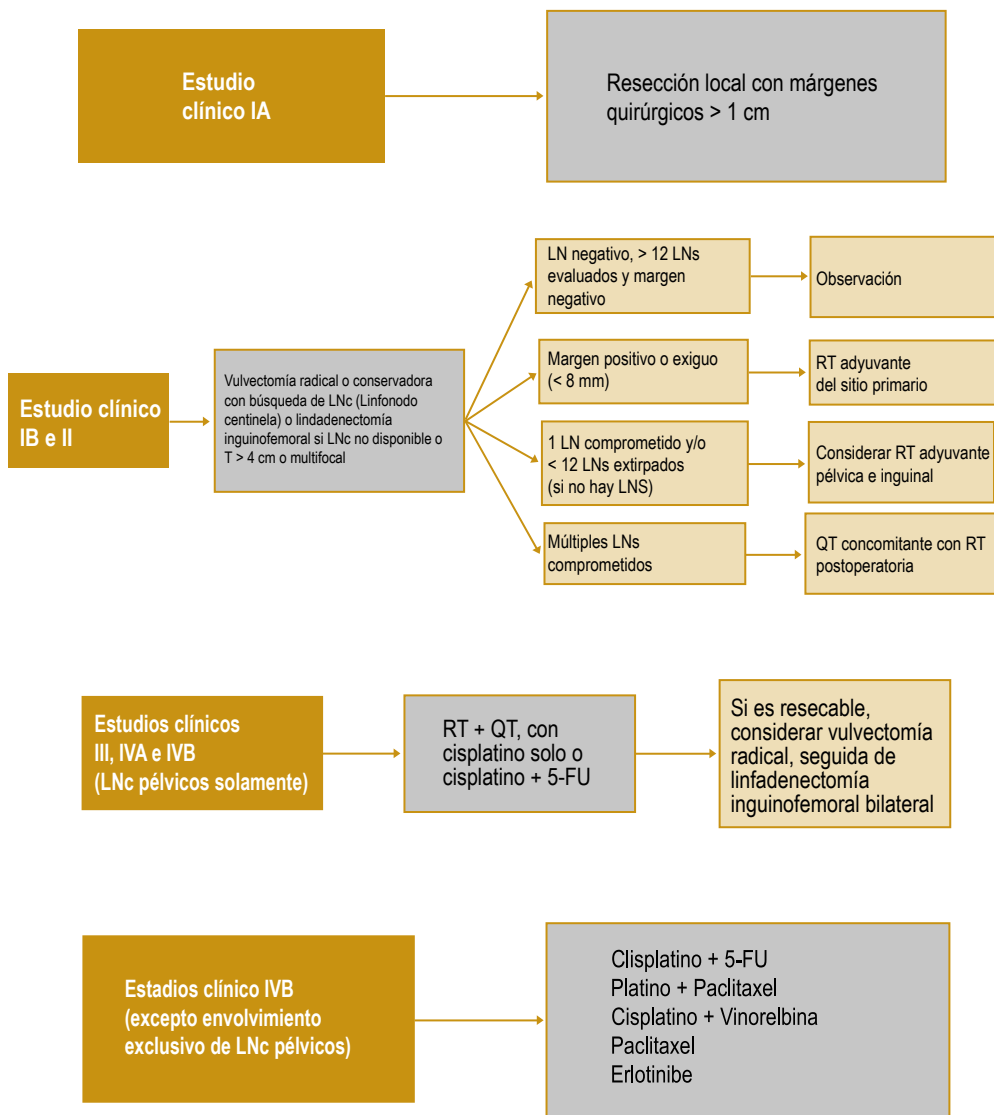 Estudio
clínico IA
Resección local con márgenes
quirúrgicos > 1 cm
Estudio clínico
IB e II
Vulvectomía radical o conservadora
con búsqueda de LNc (Linfonodo
centinela) o lindadenectomía
inguinofemoral si LNc no disponible o
T > 4 cm o multifocal
LN negativo, > 12 LNs
evaluados y margen
negativo
Observación
Margen positivo o exiguo
(< 8 mm)
RT adyuvante
del sitio primario
1 LN comprometido y/o
< 12 LNs extirpados
(si no hay LNS)
Considerar RT adyuvante
pélvica e inguinal
Múltiples LNs
comprometidos
QT concomitante con RT
postoperatoria
Estudios clínicos
III, IVA e IVB
(LNc pélvicos solamente)
RT + QT, con
cisplatino solo o
cisplatino + 5-FU
Si es resecable,
considerar vulvectomía
radical, seguida de
linfadenectomía
inguinofemoral bilateral
Estadios clínico IVB
(excepto envolvimiento
exclusivo de LNc pélvicos)
Clisplatino + 5-FU
Platino + Paclitaxel
Cisplatino + Vinorelbina
Paclitaxel
Erlotinibe